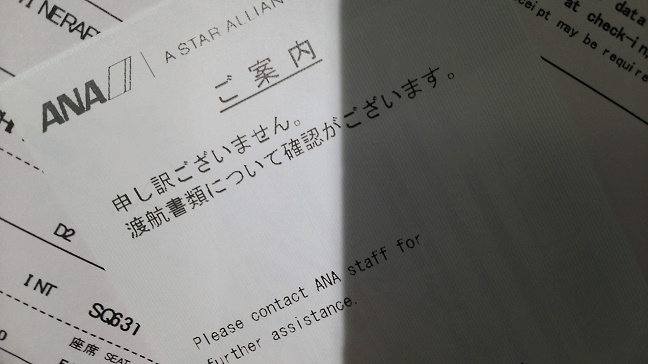 ANA
A STAR ALLIAN
ご案内
申し訳ございません。
渡航書類について確認がございます。
Please contact ANA staff for
further assistance.
D2
INT
SQ631
座席 SEAT
data
at check-in
ceipt may be require